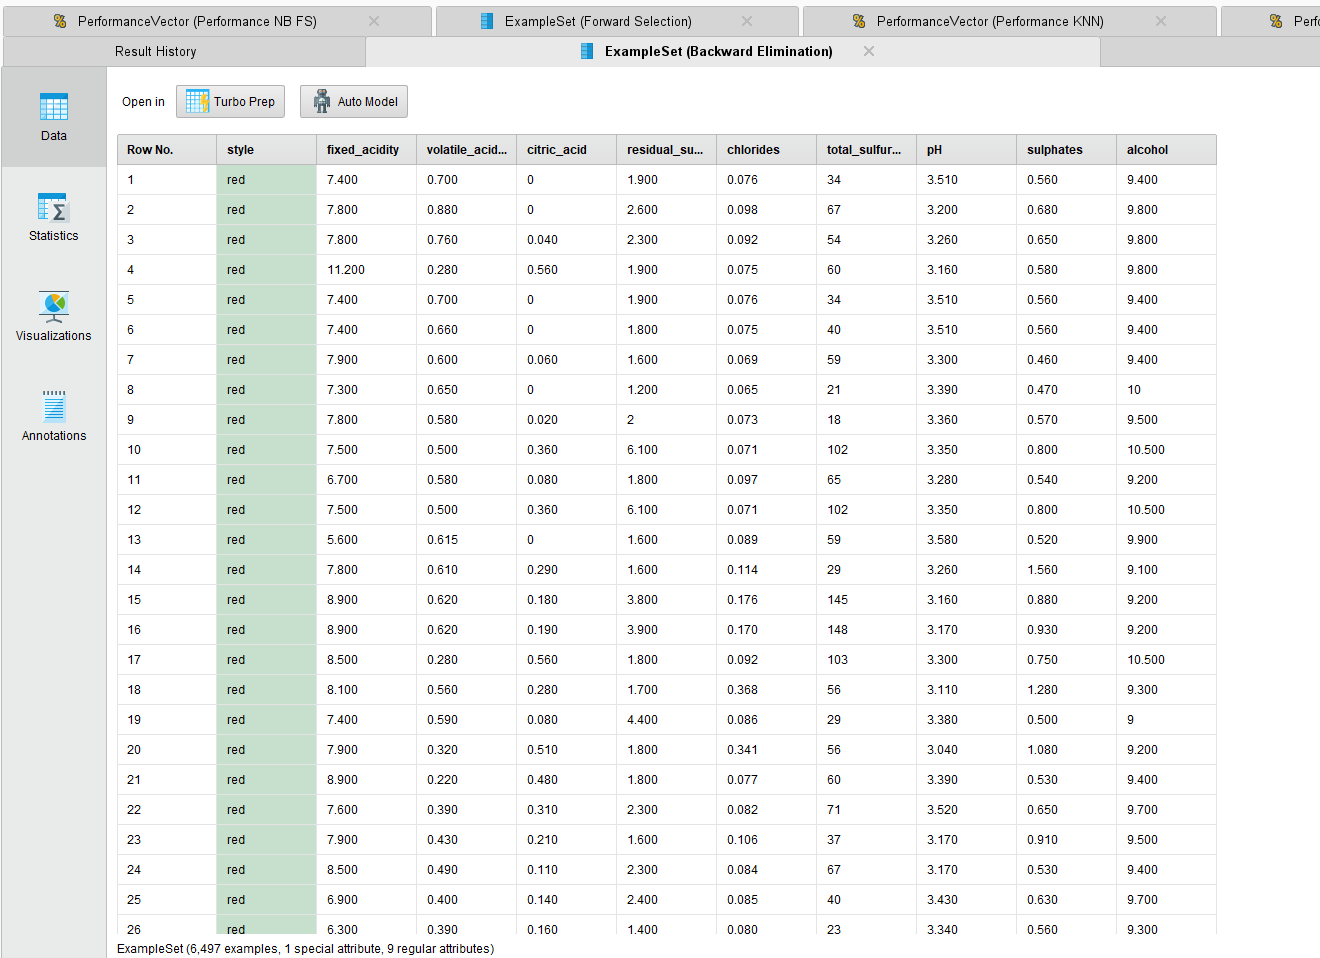 PerformanceVector (Performance NB FS)
ExampleSet (Forward Selection)
PerformanceVector (Performance KNN)
Result History
ExampleSet (Backward Elimination)
Open in Turbo Prep Auto Model
Data
Statistics
Visualizations
Annotations
Row No. style fixed_acidity volatile_acid... citric_acid residual_su... chlorides total_sulfur... pH sulphates alcohol
1 red 7.400 0.700 0 1.900 0.076 34 3.510 0.560 9.400
2 red 7.800 0.880 0 2.600 0.098 67 3.200 0.680 9.800
3 red 7.800 0.760 0.040 2.300 0.092 54 3.260 0.650 9.800
4 red 11.200 0.280 0.560 1.900 0.075 60 3.160 0.580 9.800
5 red 7.400 0.700 0 1.900 0.076 34 3.510 0.560 9.400
6 red 7.400 0.660 0 1.800 0.075 40 3.510 0.560 9.400
7 red 7.900 0.600 0.060 1.600 0.069 59 3.300 0.460 9.400
8 red 7.300 0.650 0 1.200 0.065 21 3.390 0.470 10
9 red 7.800 0.580 0.020 2 0.073 18 3.360 0.570 9.500
10 red 7.500 0.500 0.360 6.100 0.071 102 3.350 0.800 10.500
11 red 6.700 0.580 0.080 1.800 0.097 65 3.280 0.540 9.200
12 red 7.500 0.500 0.360 6.100 0.071 102 3.350 0.800 10.500
13 red 5.600 0.615 0 1.600 0.089 59 3.580 0.520 9.900
14 red 7.800 0.610 0.290 1.600 0.114 29 3.260 1.560 9.100
15 red 8.900 0.620 0.180 3.800 0.176 145 3.160 0.880 9.200
16 red 8.900 0.620 0.190 3.900 0.170 148 3.170 0.930 9.200
17 red 8.500 0.280 0.560 1.800 0.092 103 3.300 0.750 10.500
18 red 8.100 0.560 0.280 1.700 0.368 56 3.110 1.280 9.300
19 red 7.400 0.590 0.080 4.400 0.086 29 3.380 0.500 9
20 red 7.900 0.320 0.510 1.800 0.341 56 3.040 1.080 9.200
21 red 8.900 0.220 0.480 1.800 0.077 60 3.390 0.530 9.400
22 red 7.600 0.390 0.310 2.300 0.082 71 3.520 0.650 9.700
23 red 7.900 0.430 0.210 1.600 0.106 37 3.170 0.910 9.500
24 red 8.500 0.490 0.110 2.300 0.084 67 3.170 0.530 9.400
25 red 6.900 0.400 0.140 2.400 0.085 40 3.430 0.630 9.700
26 red 6.300 0.390 0.160 1.400 0.080 23 3.340 0.560 9.300
ExampleSet (6,497 examples, 1 special attribute, 9 regular attributes)